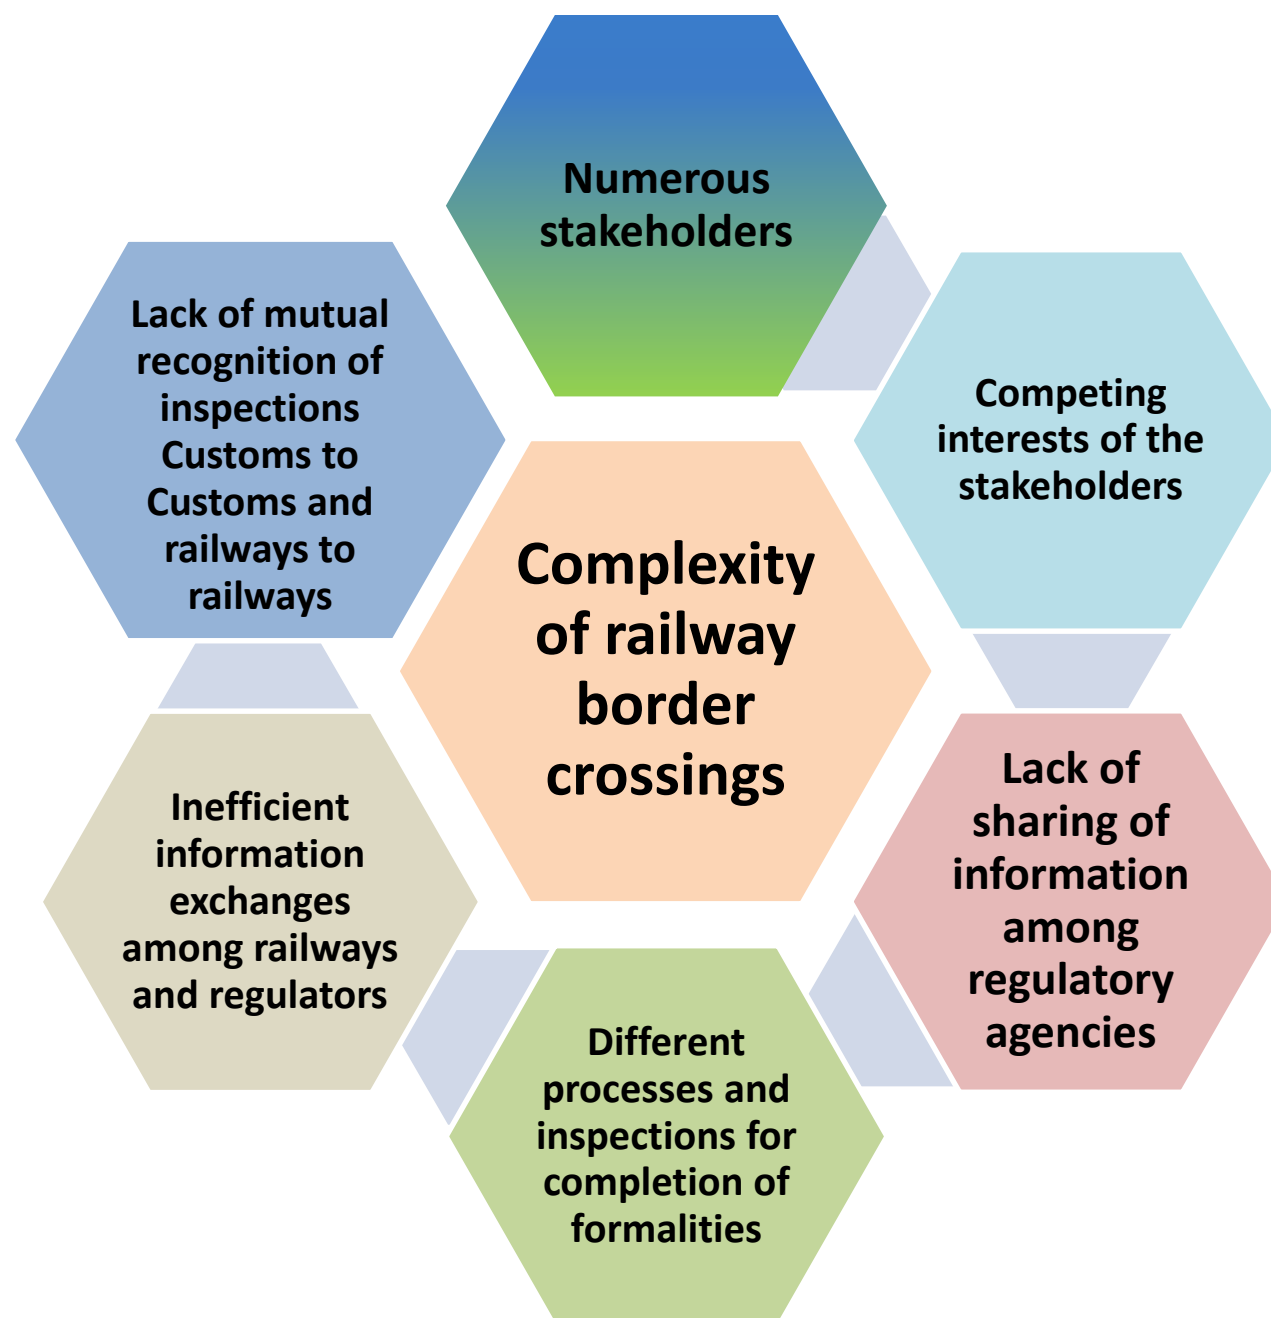 Numerous
stakeholders
Competing
interests of the
stakeholders
Lack of
sharing of
information
among
regulatory
agencies
Different
processes and
inspections for
completion of
formalities
Inefficient
information
exchanges
among railways
and regulators
Lack of mutual
recognition of
inspections
Customs to
Customs and
railways to
railways
Complexity
of railway
border
crossings